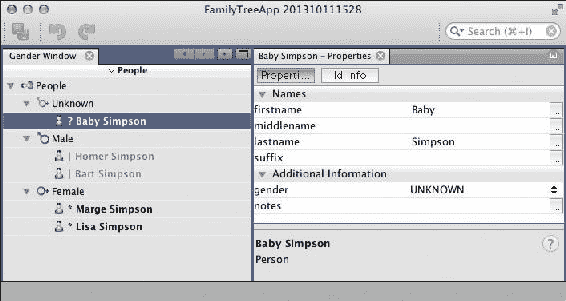 FamilyTreeApp 201310111528
Search (⌘+I)
Gender Window
People
People
Unknown
? Baby Simpson
Male
| Homer Simpson
| Bart Simpson
Female
* Marge Simpson
* Lisa Simpson
Baby Simpson - Properties
Properti...
Id Info
Names
firstname Baby ...
middlename ...
lastname Simpson ...
suffix ...
Additional Information
gender UNKNOWN
notes ...
Baby Simpson
Person
?